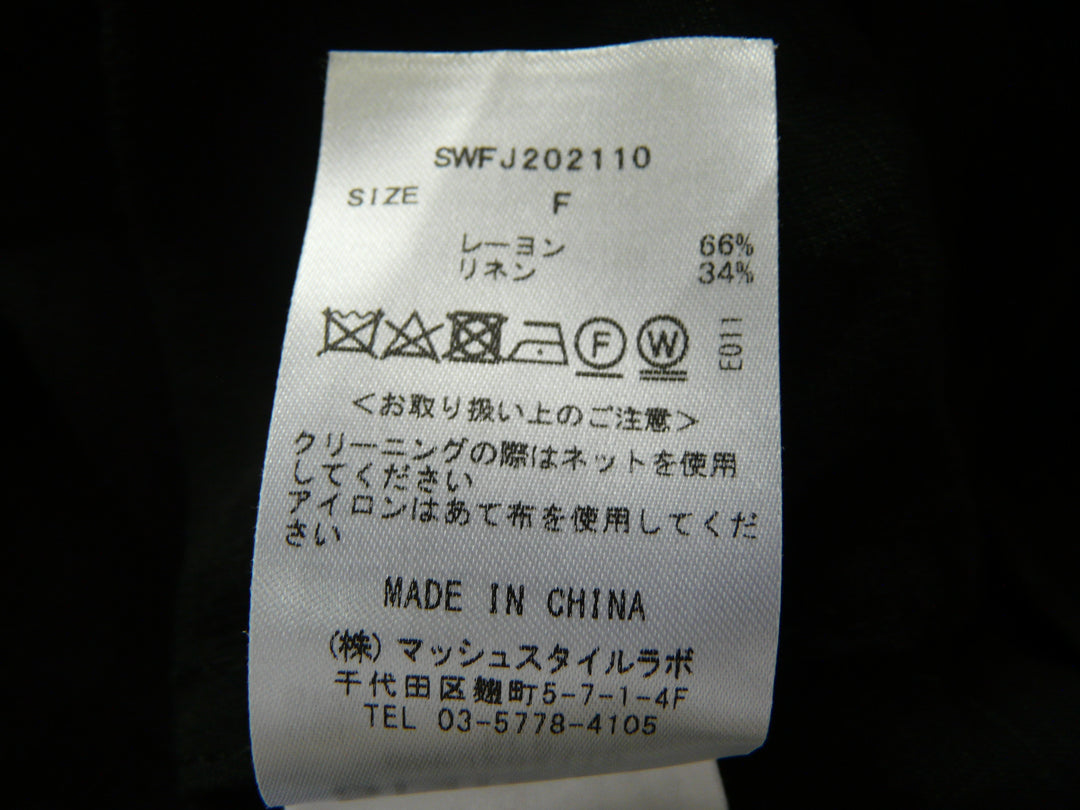 SWFJ202110
SIZE F
レーヨン 66%
リネン 34%
F W E011
<お取り扱い上のご注意>
クリーニングの際はネットを使用
してください
アイロンはあて布を使用してくだ
さい
MADE IN CHINA
(株)マッシュスタイルラボ
千代田区麹町5-7-1-4F
TEL 03-5778-4105